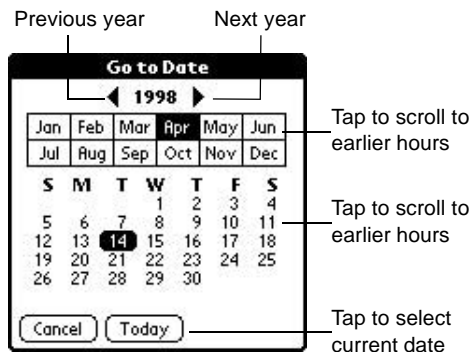 Previous year Next year
Go to Date
1998
Jan Feb Mar Apr May Jun
Jul Aug Sep Oct Nov Dec
Tap to scroll to
earlier hours
S M T W T F S
1 2 3 4
5 6 7 8 9 10 11
12 13 14 15 16 17 18
19 20 21 22 23 24 25
26 27 28 29 30
Tap to scroll to
earlier hours
Cancel Today
Tap to select
current date